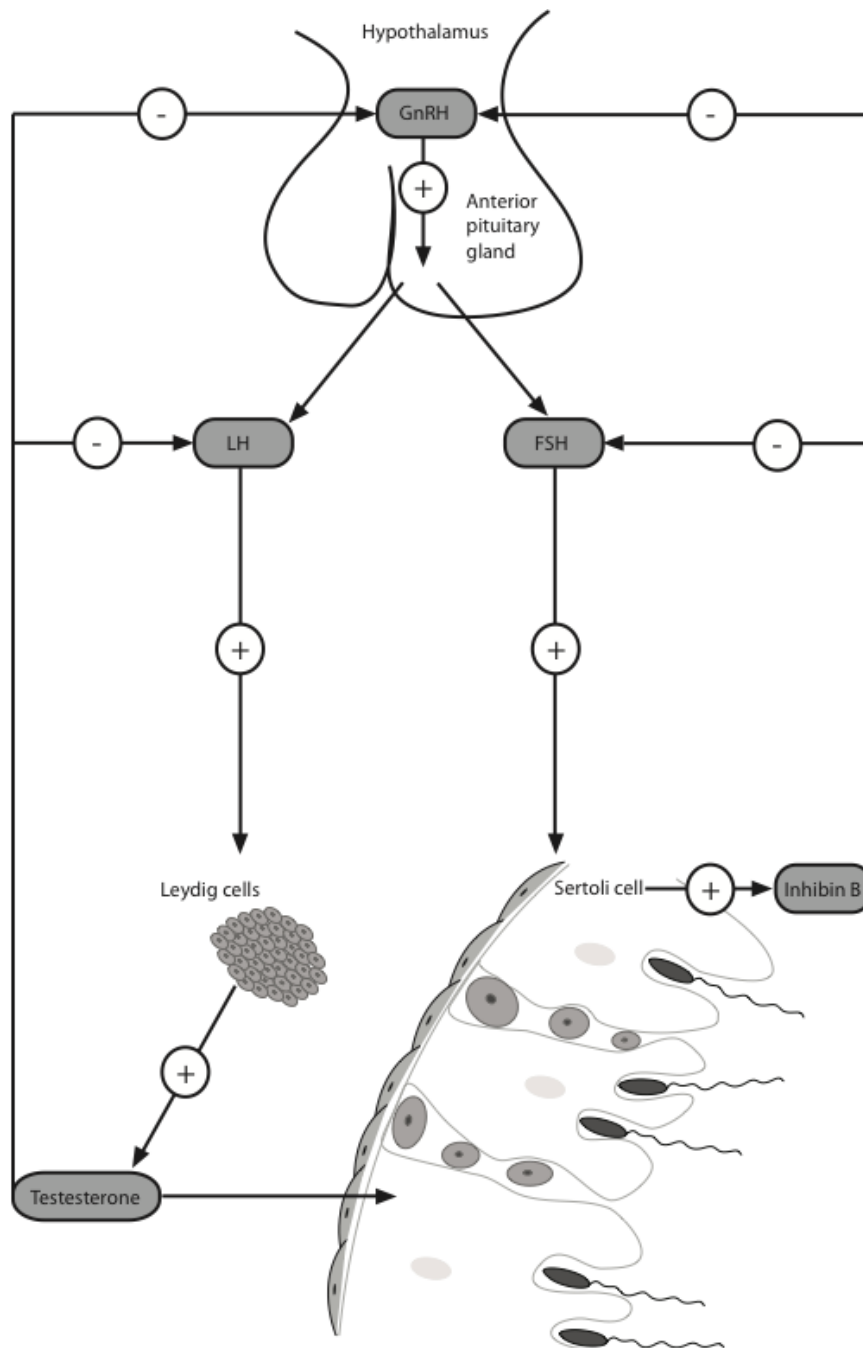 Hypothalamus
-
GnRH
-
+
Anterior
pituitary
gland
-
LH
FSH
-
+
+
Leydig cells
Sertoli cell
+
Inhibin B
+
Testesterone